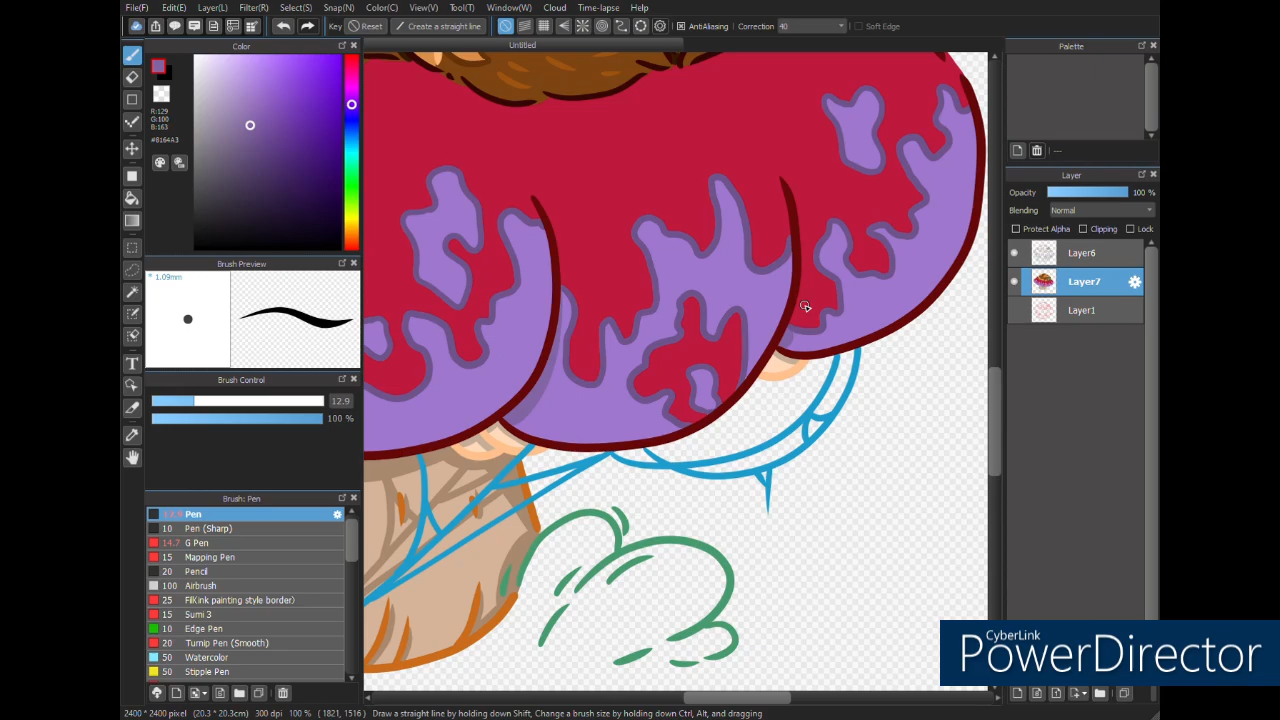 File(F) Edit(E) Layer(L) Filter(R) Select(S) Snap(N) Color(C) View(V) Tool(T) Window(W) Cloud Time-lapse Help
Key Reset Create a straight line AntiAliasing Correction 40 Soft Edge
Color
Untitled
Palette
R:129
G:100
B:163
#8164A3
---
Layer
Opacity 100 %
Blending Normal
Protect Alpha Clipping Lock
Layer6
Layer7
Layer1
Brush Preview
* 1.09mm
Brush Control
12.9
100 %
Brush: Pen
Pen
10 Pen (Sharp)
14.7 G Pen
15 Mapping Pen
20 Pencil
100 Airbrush
25 FilKink painting style border)
15 Sumi 3
10 Edge Pen
20 Turnip Pen (Smooth)
50 Watercolor
50 Stipple Pen
T
CyberLink
PowerDirector
2400 * 2400 pixel (20.3 * 20.3cm) 300 dpi 100 % ( 1821, 1516 ) Draw a straight line by holding down Shift, Change a brush size by holding down Ctrl, Alt, and dragging